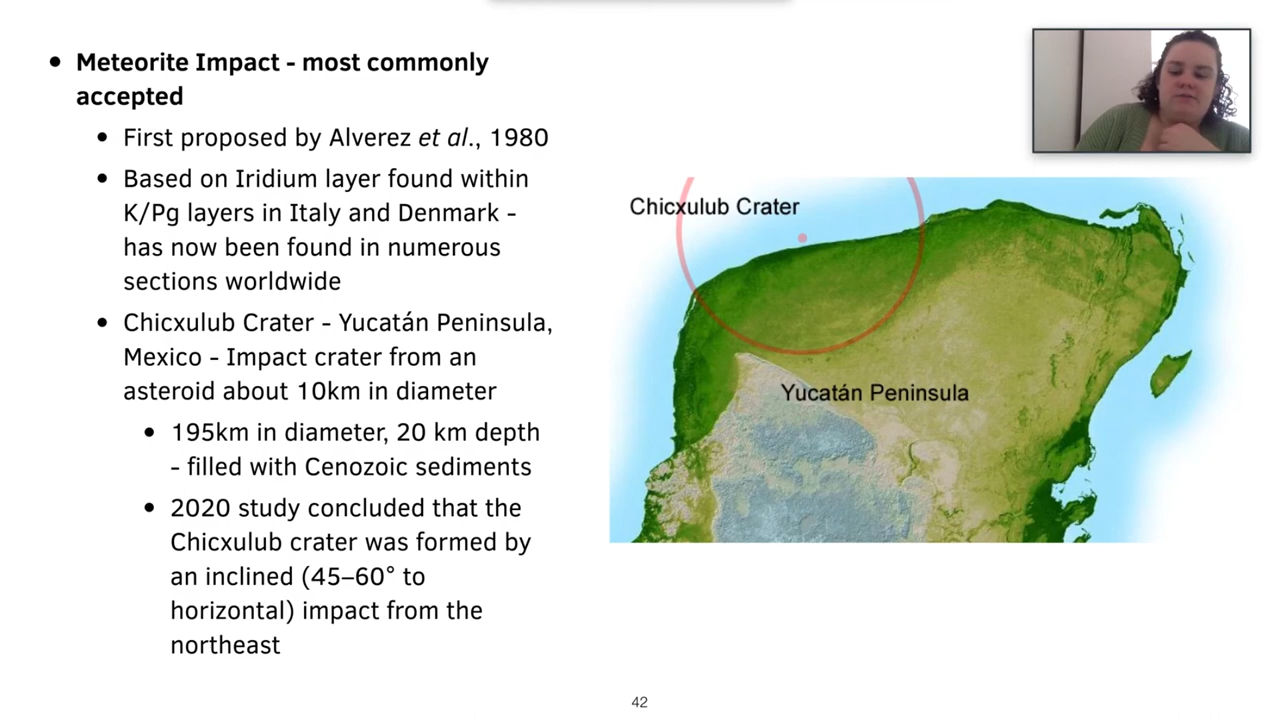 • Meteorite Impact - most commonly
accepted
• First proposed by Alverez et al., 1980
• Based on Iridium layer found within
K/Pg layers in Italy and Denmark -
has now been found in numerous
sections worldwide
• Chicxulub Crater - Yucatán Peninsula,
Mexico - Impact crater from an
asteroid about 10km in diameter
• 195km in diameter, 20 km depth
- filled with Cenozoic sediments
• 2020 study concluded that the
Chicxulub crater was formed by
an inclined (45–60° to
horizontal) impact from the
northeast
Chicxulub Crater
Yucatán Peninsula
42